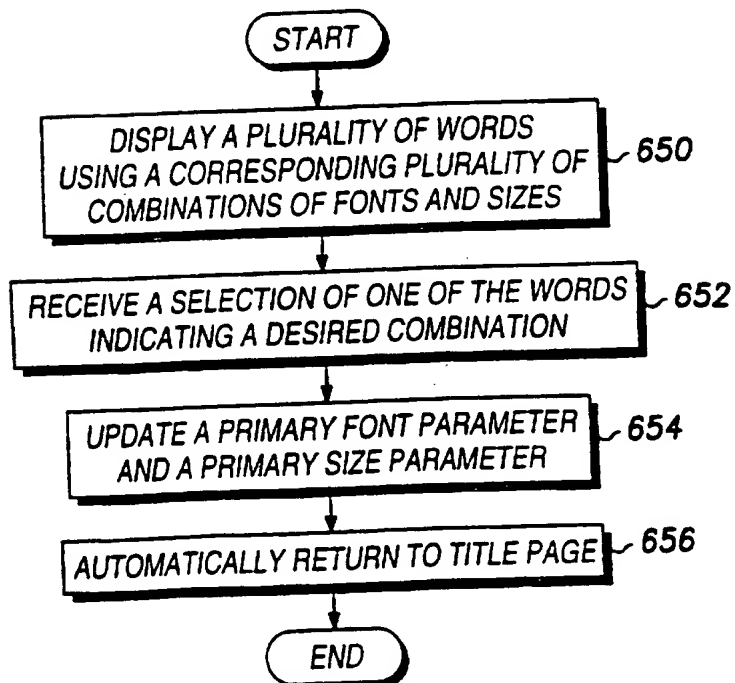 START
DISPLAY A PLURALITY OF WORDS
USING A CORRESPONDING PLURALITY OF
COMBINATIONS OF FONTS AND SIZES
650
RECEIVE A SELECTION OF ONE OF THE WORDS
INDICATING A DESIRED COMBINATION
652
UPDATE A PRIMARY FONT PARAMETER
AND A PRIMARY SIZE PARAMETER
654
AUTOMATICALLY RETURN TO TITLE PAGE
656
END